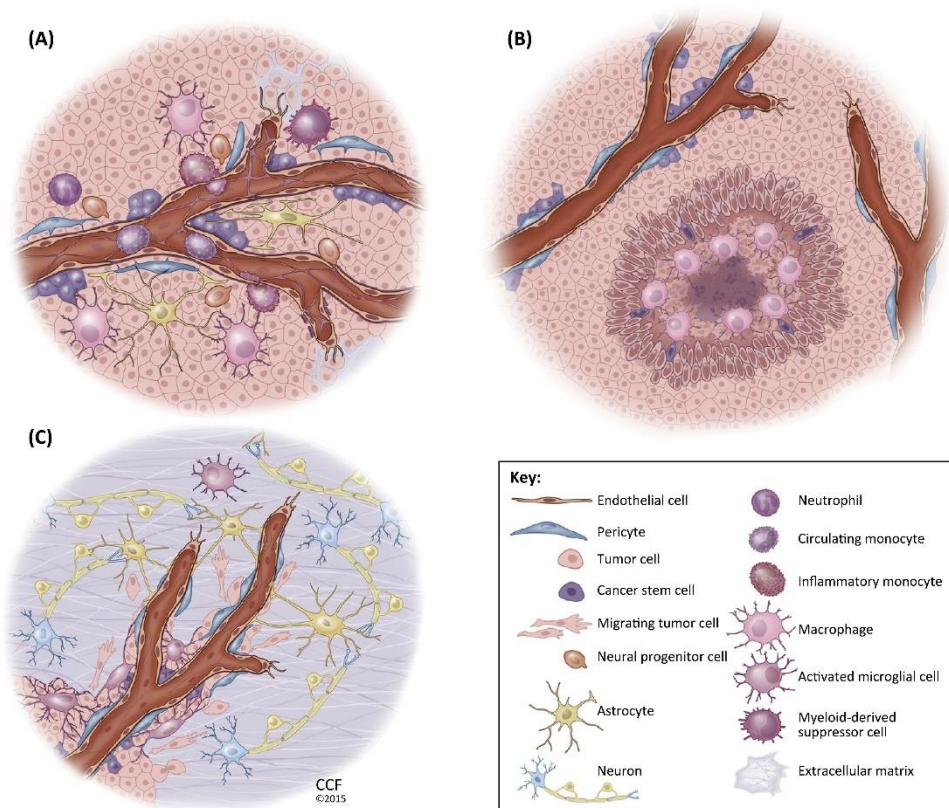 (A)
(B)
(C)
CCF
©2015
Key:
Endothelial cell
Pericyte
Tumor cell
Cancer stem cell
Migrating tumor cell
Neural progenitor cell
Astrocyte
Neuron
Neutrophil
Circulating monocyte
Inflammatory monocyte
Macrophage
Activated microglial cell
Myeloid-derived
suppressor cell
Extracellular matrix